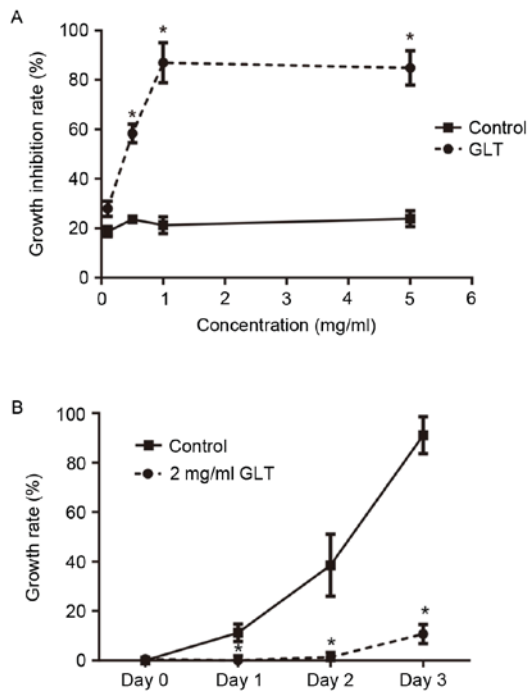 A
Growth inhibition rate (%)
100
80
60
40
20
0
*
*
*
Control
GLT
0
1
2
3
4
5
6
Concentration (mg/ml)
B
Growth rate (%)
100
80
60
40
20
0
Control
2 mg/ml GLT
*
*
*
Day 0
Day 1
Day 2
Day 3